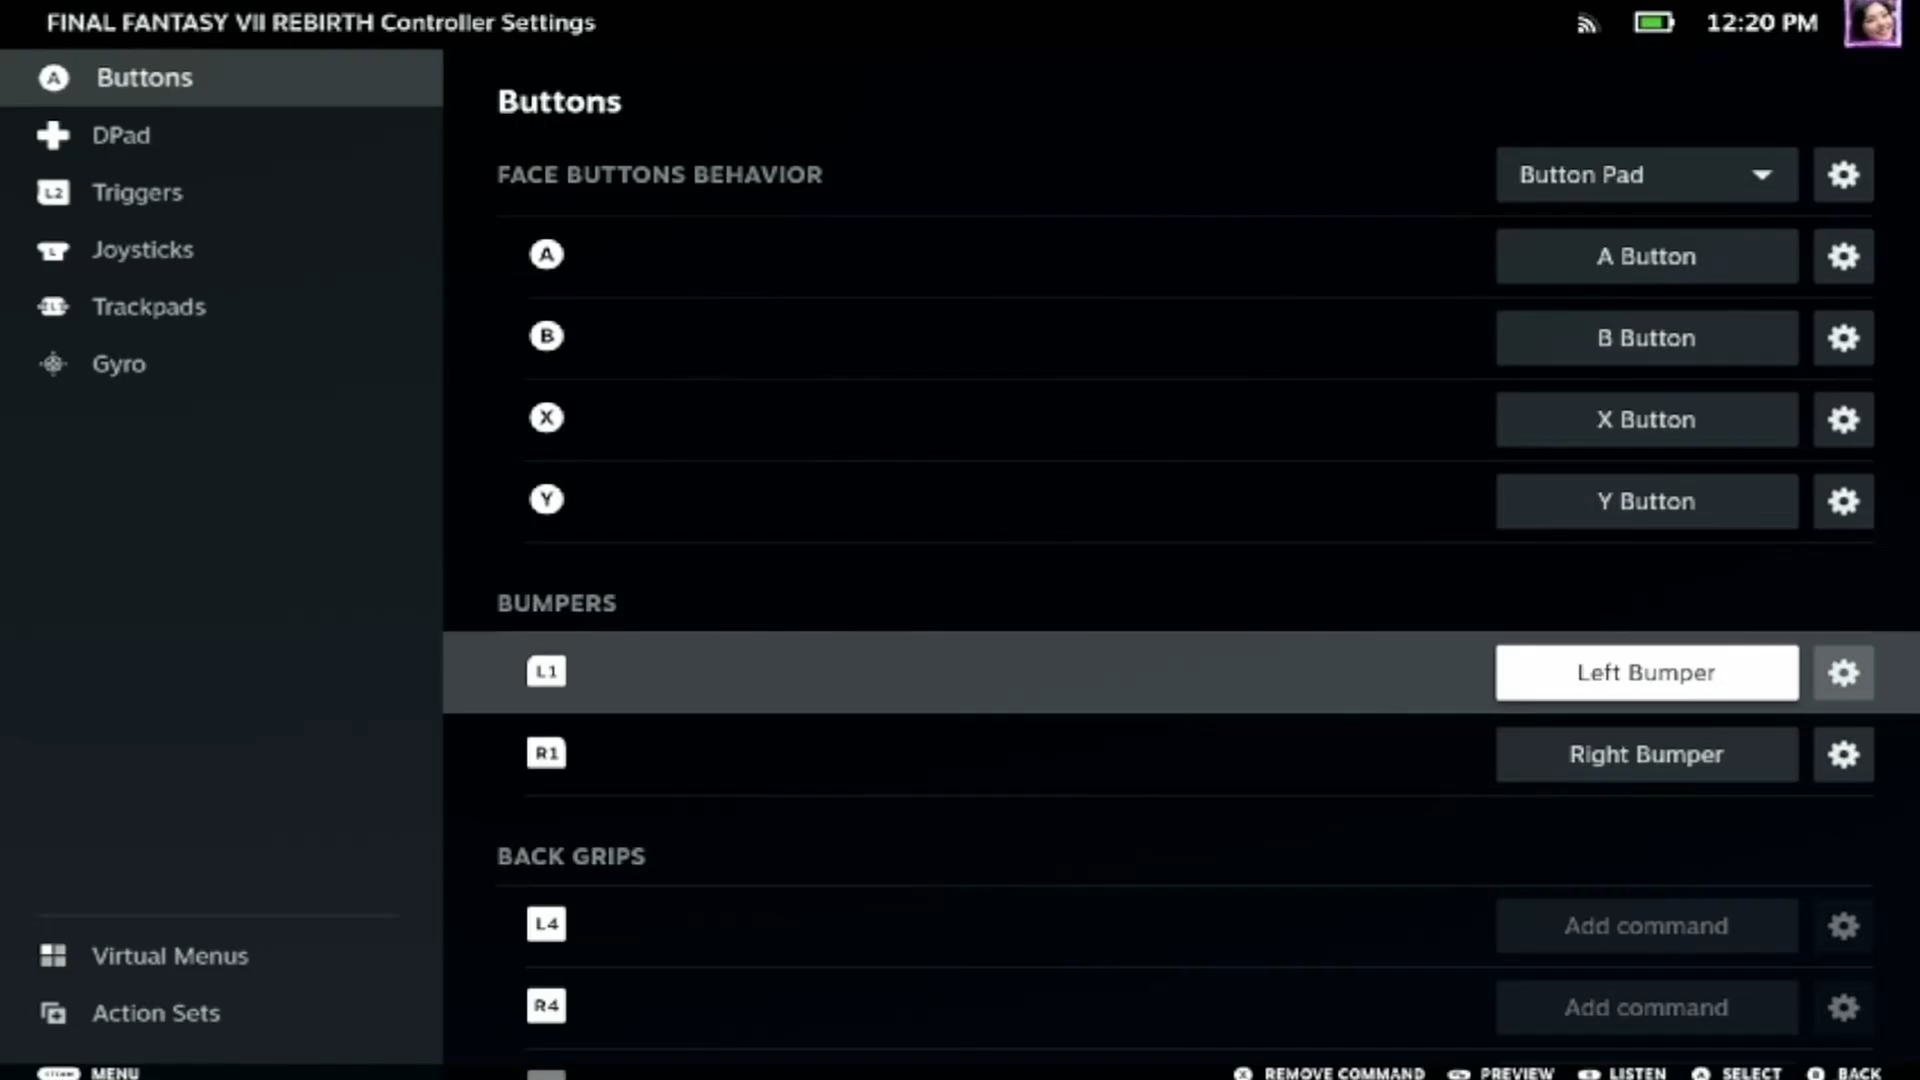 FINAL FANTASY VII REBIRTH Controller Settings
12:20 PM
A Buttons
DPad
L2 Triggers
L Joysticks
Trackpads
Gyro
Virtual Menus
Action Sets
Buttons
FACE BUTTONS BEHAVIOR Button Pad
A A Button
B B Button
X X Button
Y Y Button
BUMPERS
L1 Left Bumper
R1 Right Bumper
BACK GRIPS
L4 Add command
R4 Add command
STEAM MENU
X REMOVE COMMAND PREVIEW LISTEN A SELECT B BACK